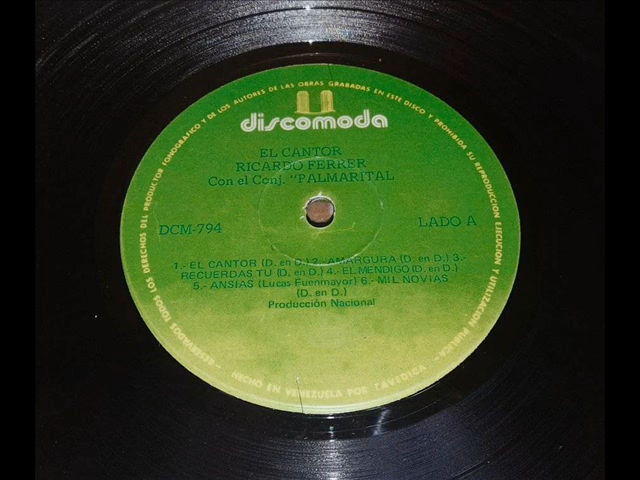 RESERVADOS TODOS LOS DERECHOS DEL PRODUCTOR FONOGRAFICO Y DE LOS AUTORES DE LAS OBRAS GRABADAS EN ESTE DISCO Y PROHIBIDA SU REPRODUCCION EJECUCION Y UTILIZACION PUBLICA
discomoda
EL CANTOR
RICARDO FERRER
Con el Conj. "PALMARITAL
DCM-794
LADO A
1.- EL CANTOR (D. en D.) 2.- AMARGURA (D. en D.) 3.-
RECUERDAS TU (D. en D.) 4.- EL MENDIGO (D. en D.)
5.- ANSIAS (Lucas Fuenmayor) 6.- MIL NOVIAS
(D. en D.)
Producción Nacional
HECHO EN VENEZUELA POR FAVEDICA